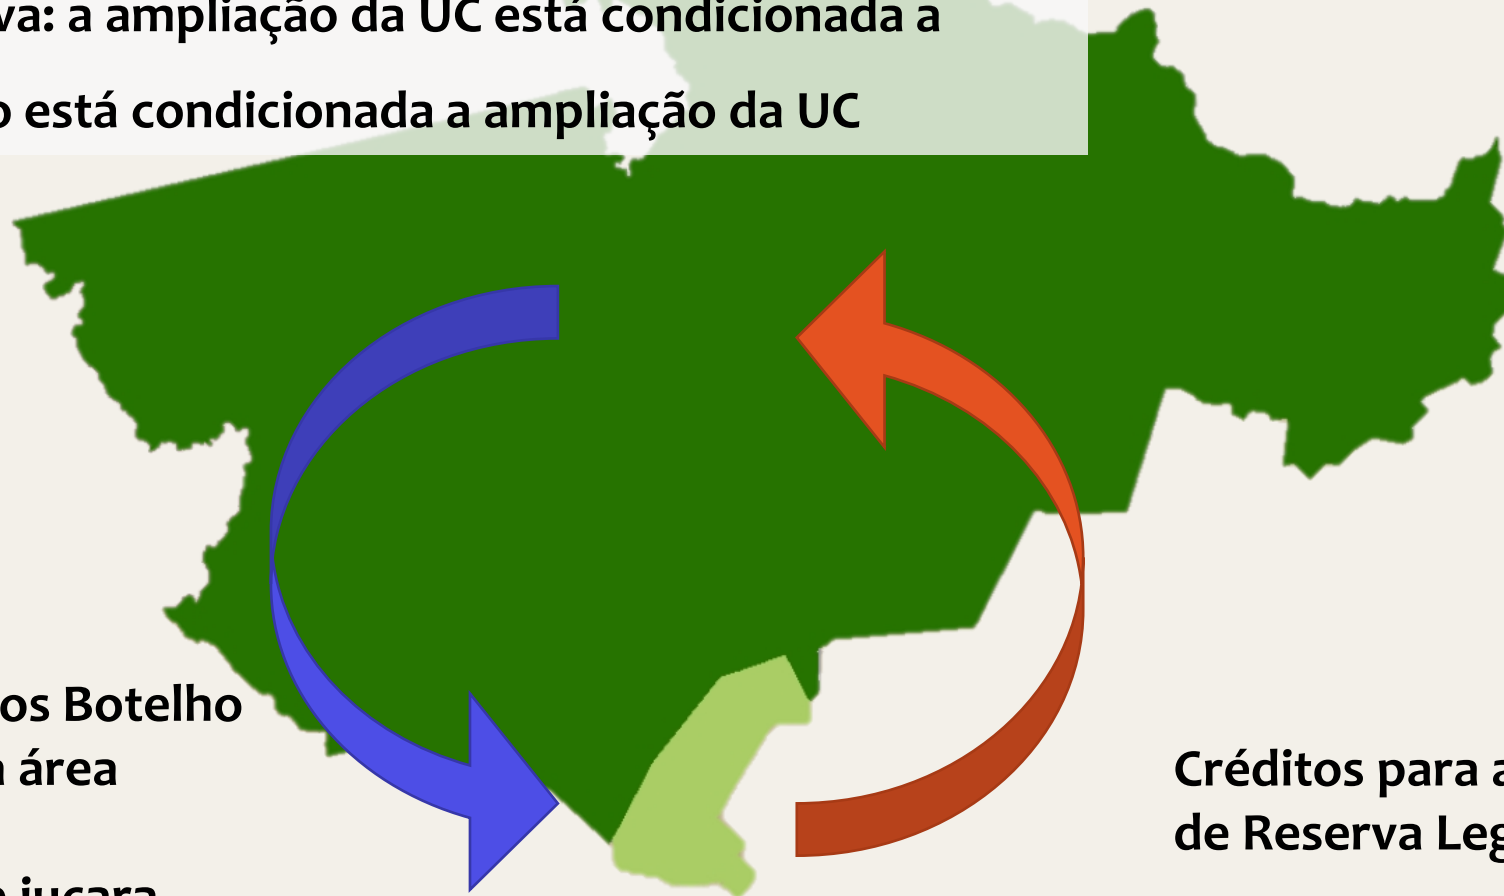 va: a ampliação da UC está condicionada a
o está condicionada a ampliação da UC
os Botelho
área
Créditos para a
de Reserva Leg
juçara